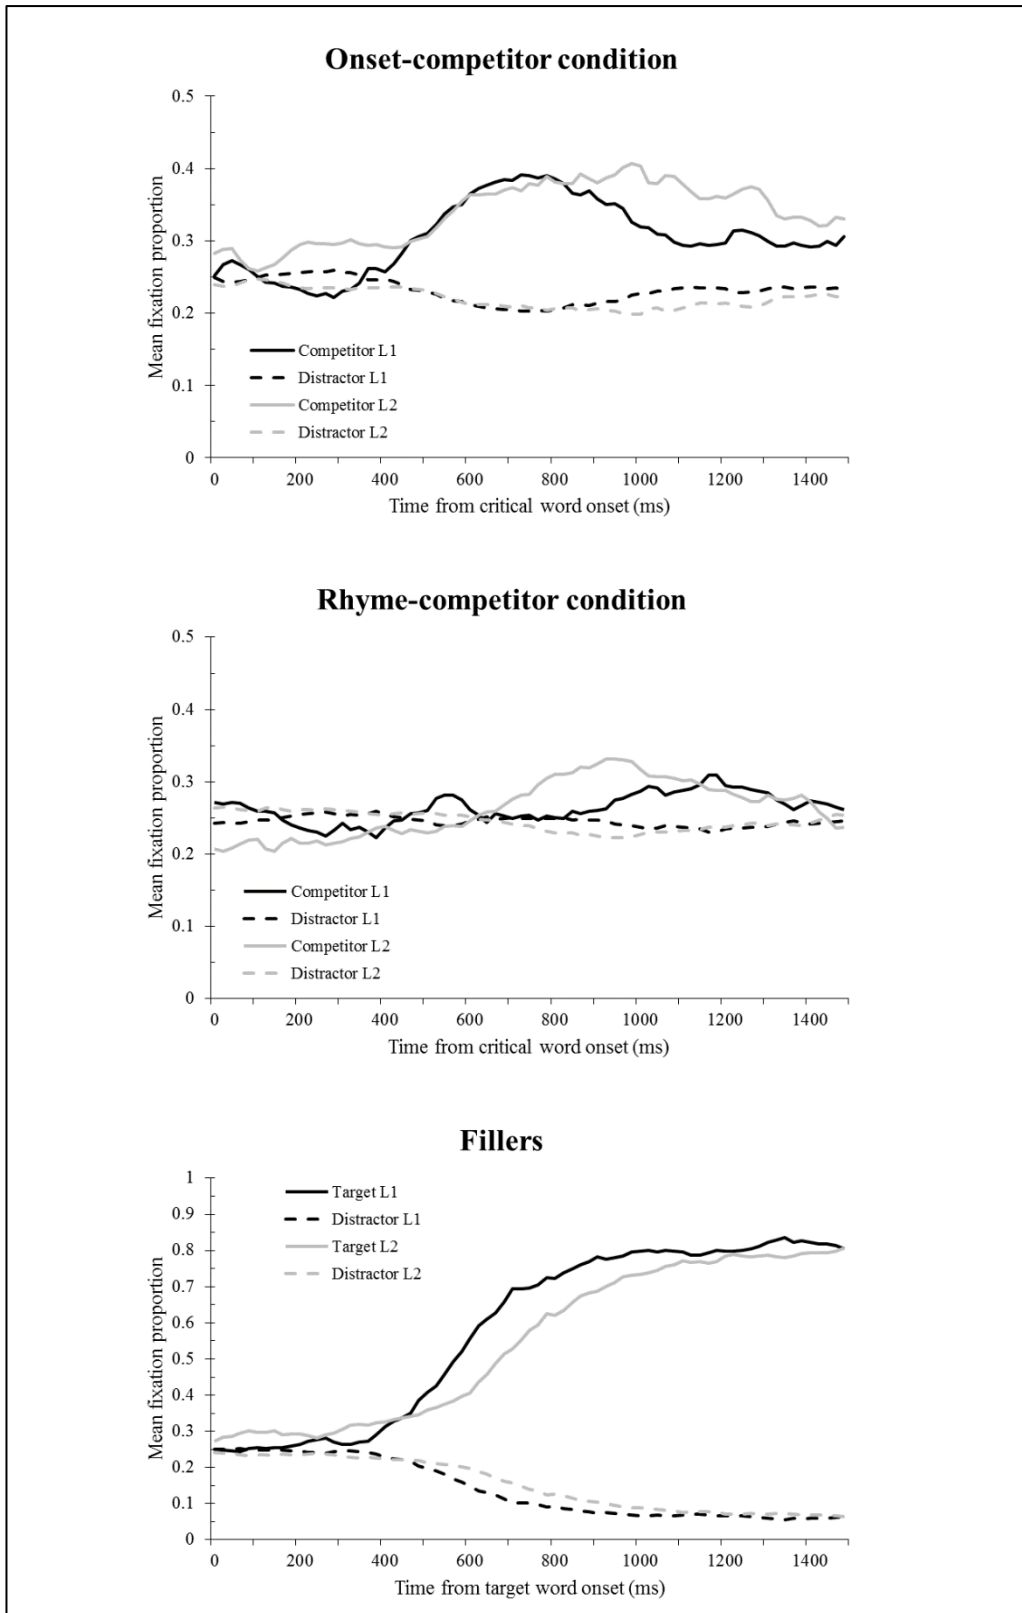 Onset-competitor condition
0.5
0.4
0.3
0.2
0.1
0
Mean fixation proportion
Competitor L1
Distractor L1
Competitor L2
Distractor L2
0 200 400 600 800 1000 1200 1400
Time from critical word onset (ms)
Rhyme-competitor condition
0.5
0.4
0.3
0.2
0.1
0
Mean fixation proportion
Competitor L1
Distractor L1
Competitor L2
Distractor L2
0 200 400 600 800 1000 1200 1400
Time from critical word onset (ms)
Fillers
1
0.9
0.8
0.7
0.6
0.5
0.4
0.3
0.2
0.1
0
Mean fixation proportion
Target L1
Distractor L1
Target L2
Distractor L2
0 200 400 600 800 1000 1200 1400
Time from target word onset (ms)